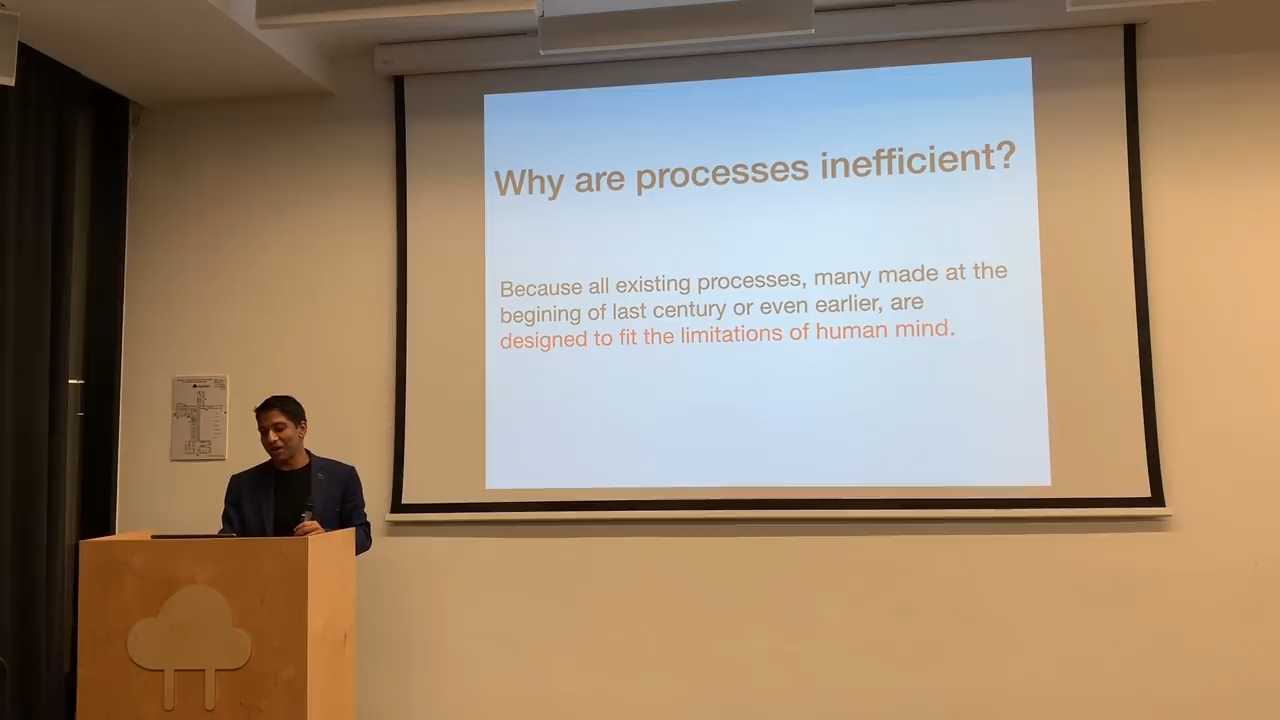 Why are processes inefficient?
Because all existing processes, many made at the
begining of last century or even earlier, are
designed to fit the limitations of human mind.